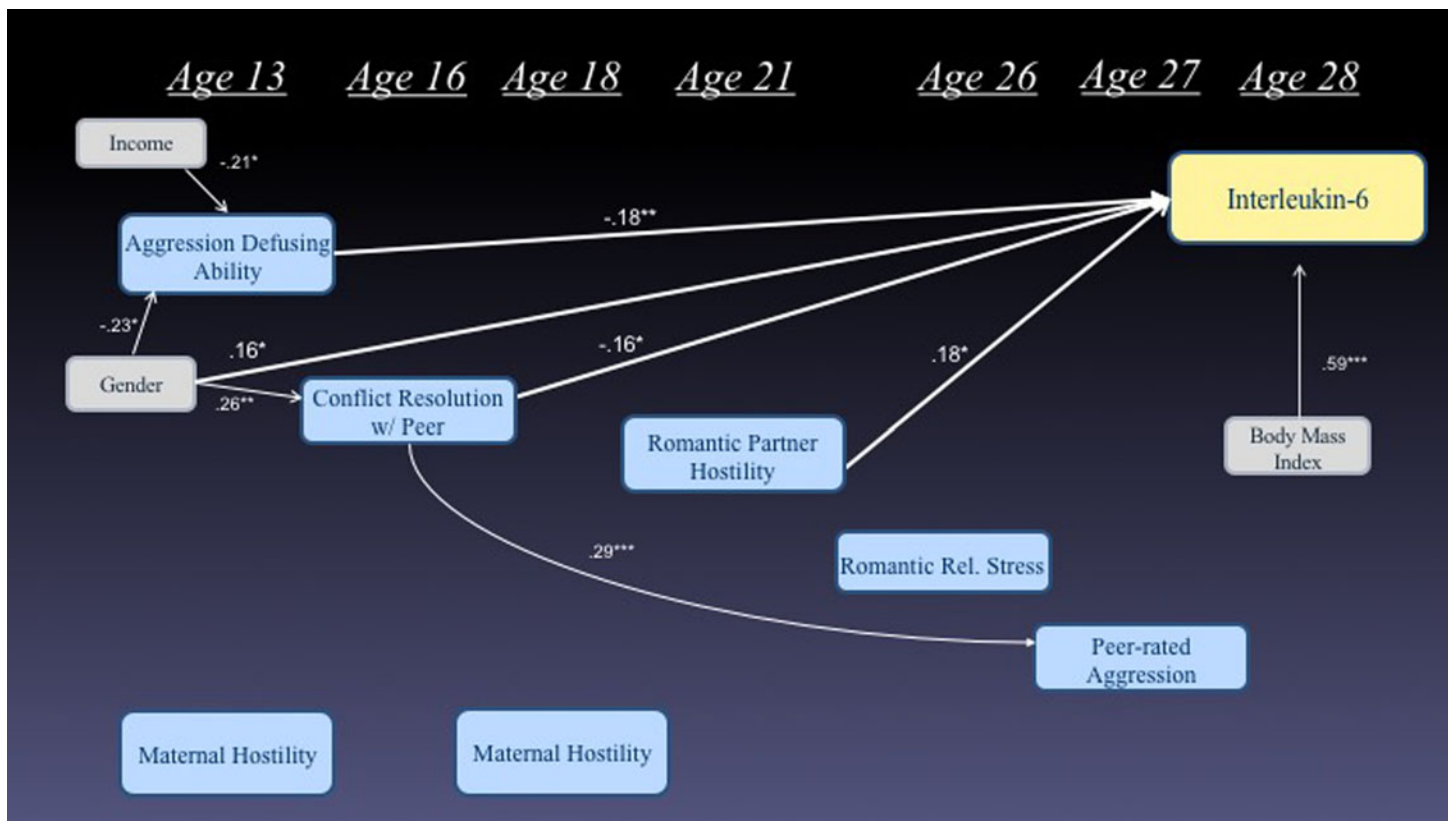 Age 13 Age 16 Age 18 Age 21 Age 26 Age 27 Age 28
Income
-.21*
Interleukin-6
Aggression Defusing
Ability
-.18**
-.23*
.16*
-.16*
.18*
.59***
Gender
.26**
Conflict Resolution
w/ Peer
Romantic Partner
Hostility
Body Mass
Index
.29***
Romantic Rel. Stress
Peer-rated
Aggression
Maternal Hostility
Maternal Hostility